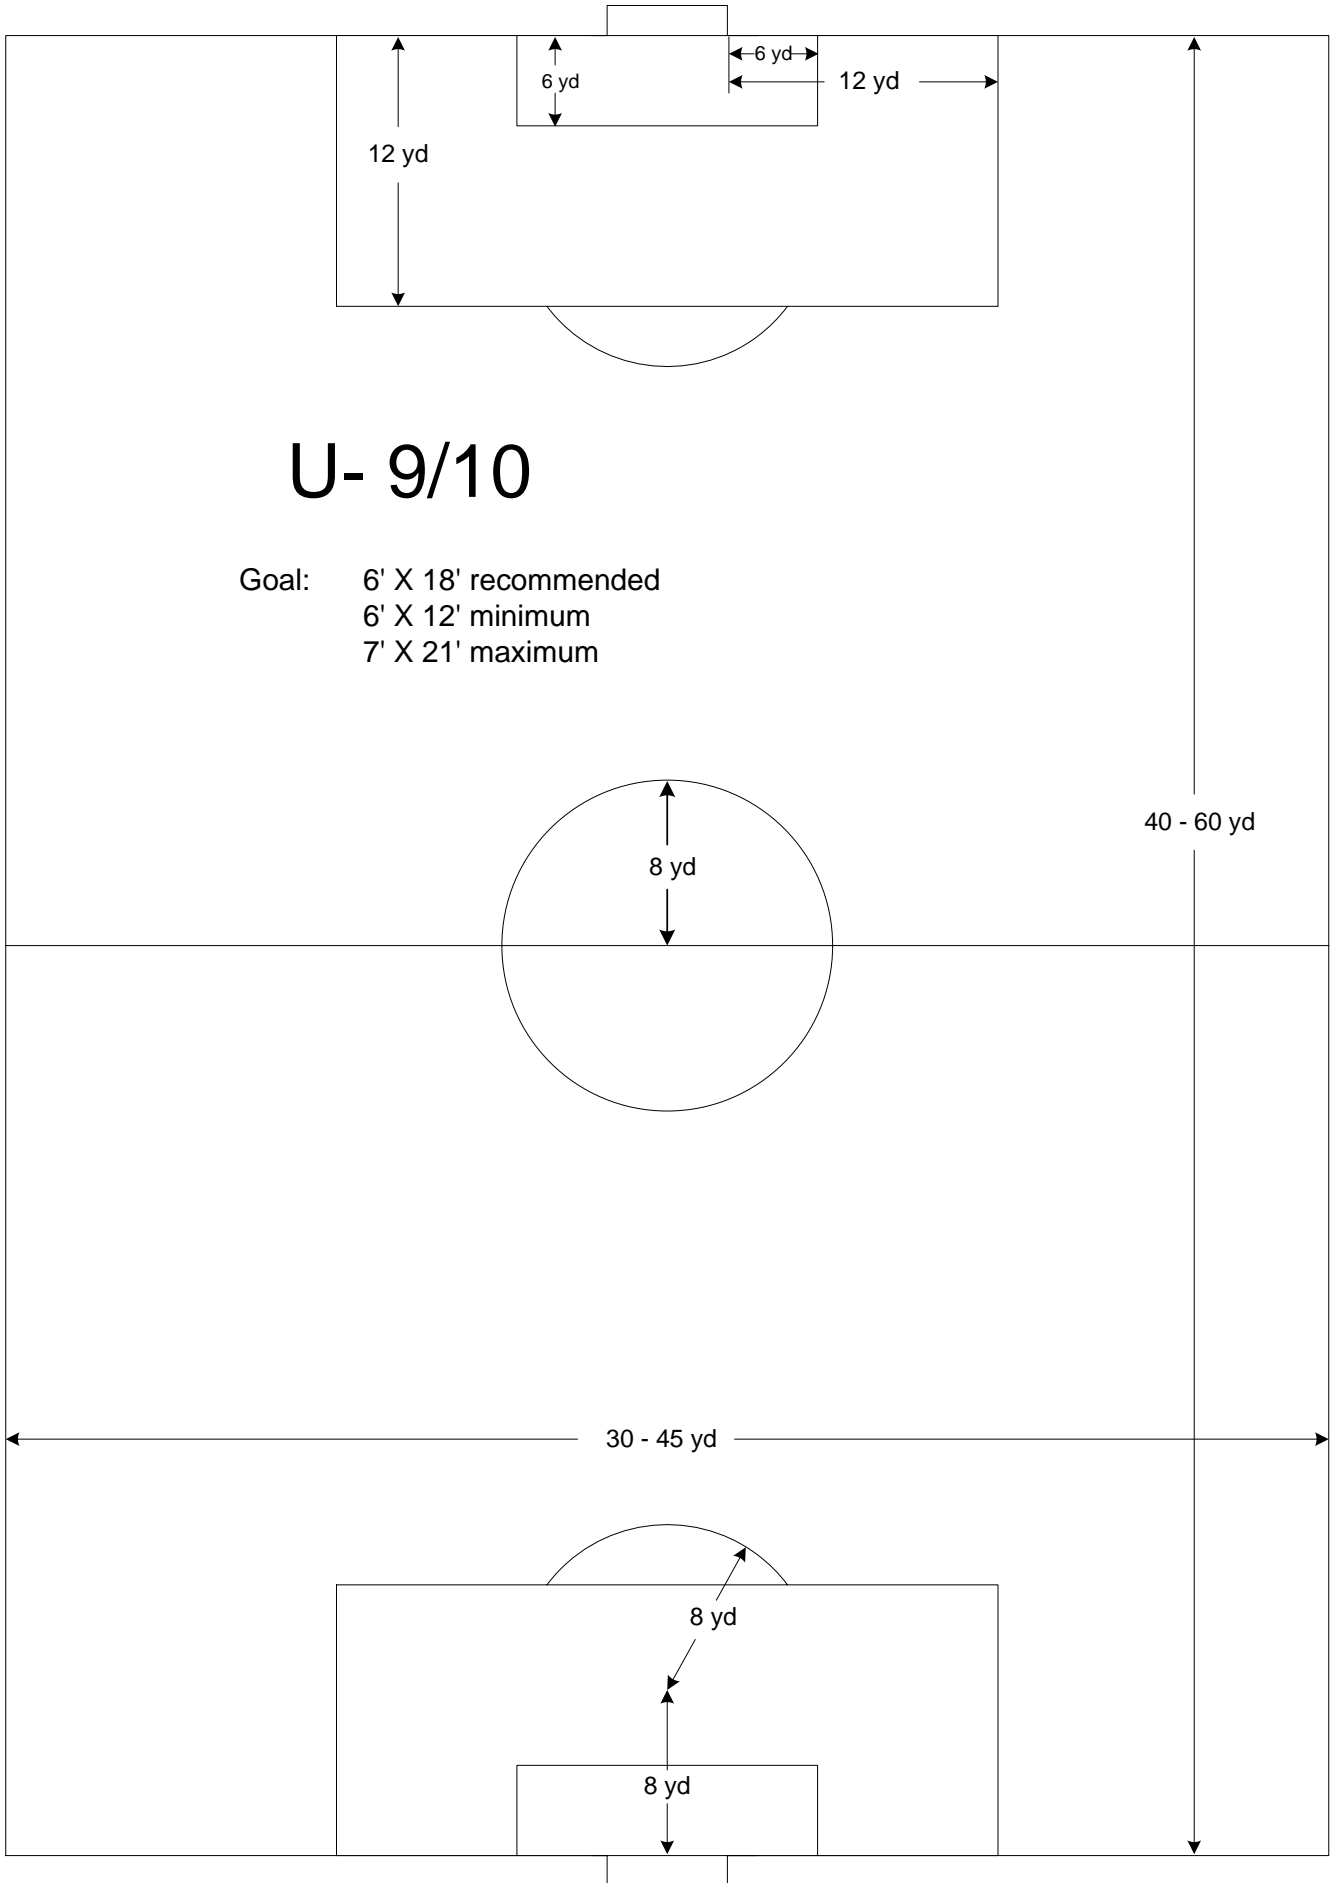 6 yd
6 yd
12 yd
12 yd
U- 9/10
Goal: 6' X 18' recommended
6' X 12' minimum
7' X 21' maximum
40 - 60 yd
8 yd
30 - 45 yd
8 yd
8 yd